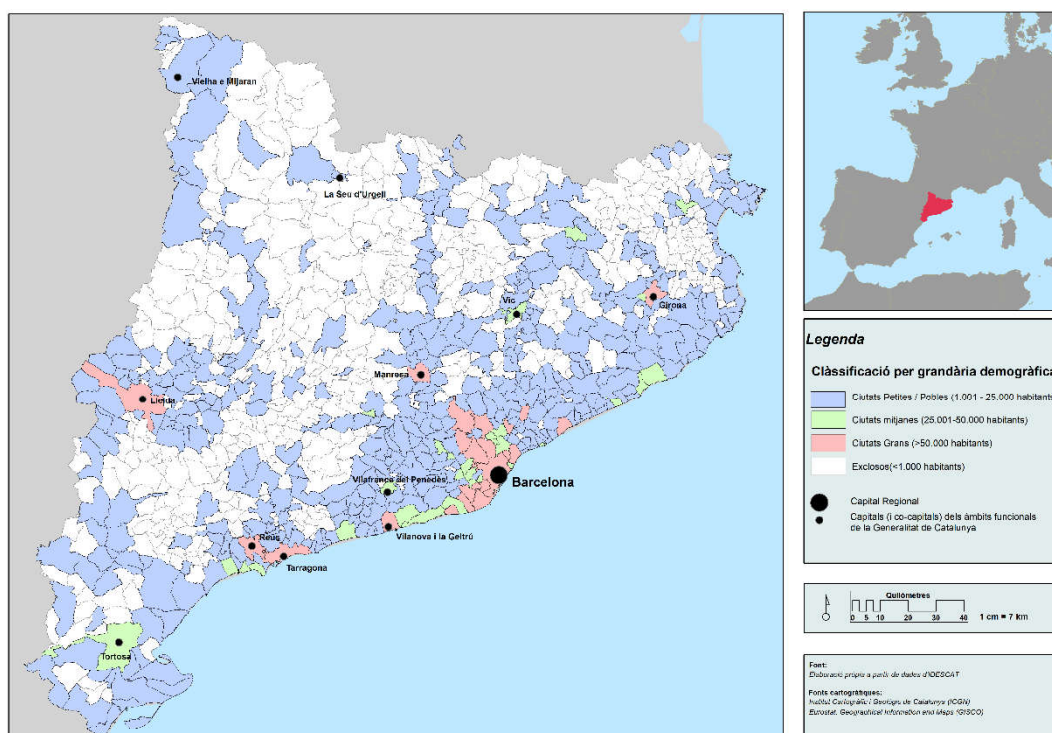 Vielha e Mijaran
La Seu d'Urgell
Vic
Girona
Manresa
Lleida
Vilafranca del Penedès
Barcelona
Vilanova i la Geltrú
Reus
Tarragona
Tortosa
Legenda
Clàssificació per grandària demogràfica
Ciutats Petites / Pobles (1.001 - 25.000 habitants)
Ciutats mitjanes (25.001-50.000 habitants)
Ciutats Grans (>50.000 habitants)
Exclosos(<1.000 habitants)
Capital Regional
Capitals (i co-capitals) dels àmbits funcionals
de la Generalitat de Catalunya
Quilòmetres
0 5 10 20 30 40
1 cm = 7 km
Font:
Elaboració pròpia a partir de dades d'IDESCAT
Fonts cartogràfiques:
Institut Cartogràfic i Geològic de Catalunya (ICGN)
Eurostat, Geographical Information and Maps (GISCO)